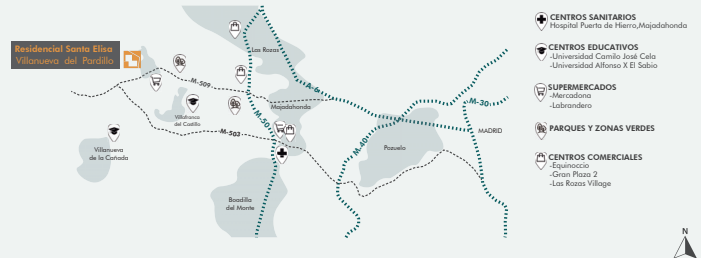 Residencial Santa Elisa
Villanueva del Pardillo
Las Rozas
M-509
A-6
Majadahonda
M-50
Villafranca
del Castillo
M-503
Villanueva
de la Cañada
Boadilla
del Monte
M-40
Pozuelo
M-30
MADRID
CENTROS SANITARIOS
Hospital Puerta de Hierro,Majadahonda
CENTROS EDUCATIVOS
-Universidad Camilo José Cela
-Universidad Alfonso X El Sabio
SUPERMERCADOS
-Mercadona
-Labrandero
PARQUES Y ZONAS VERDES
CENTROS COMERCIALES
-Equinoccio
-Gran Plaza 2
-Las Rozas Village
N